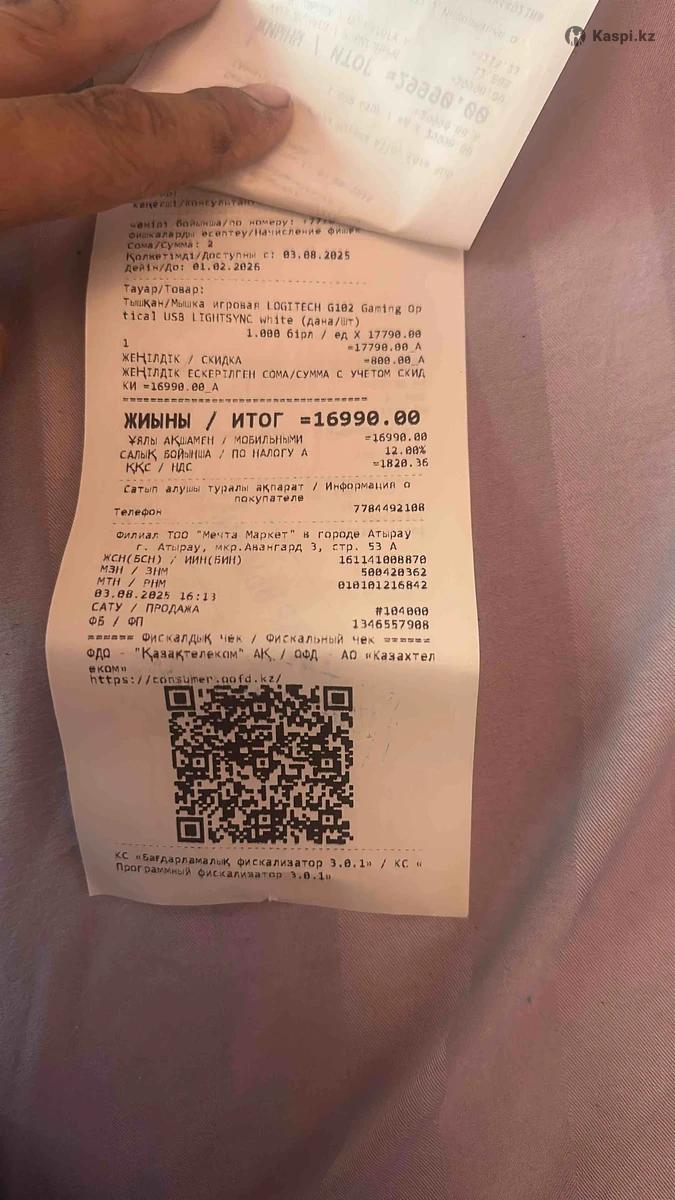 Kaspi.kz
кеңесші/консультант
нөмірі бойынша/по номеру: +7778
фишкаларды есептеу/Начисление фишек
Сома/Сумма: 2
Қолжетімді/Доступны с: 03.08.2025
Дейін/До: 01.02.2026
Тауар/Товар:
Тышқан/Мышка игровая LOGITECH G102 Gaming Op
tical USB LIGHTSYNC white (дана/шт)
1.000 бірл / ед X 17790.00
1 =17790.00_А
ЖЕҢІЛДІК / СКИДКА =800.00_А
ЖЕҢІЛДІК ЕСКЕРІЛГЕН СОМА/СУММА С УЧЕТОМ СКИД
КИ =16990.00_А
================================
ЖИЫНЫ / ИТОГ =16990.00
ҰЯЛЫ АҚШАМЕН / МОБИЛЬНЫМИ =16990.00
САЛЫҚ БОЙЫНША / ПО НАЛОГУ А 12.00%
ҚҚС / НДС =1820.36
Сатып алушы туралы ақпарат / Информация о
покупателе
Телефон 7784492108
Филиал ТОО "Мечта Маркет" в городе Атырау
г. Атырау, мкр.Авангард 3, стр. 53 А
ЖСН(БСН) / ИИН(БИН) 161141008870
МЗН / ЗНМ 500420362
МТН / РНМ 010101216842
03.08.2025 16:13
САТУ / ПРОДАЖА #104000
ФБ / ФП 1346557908
====== Фискалдық чек / Фискальный чек ======
ФДО - "Қазақтелеком" АҚ / ОФД - АО «Казахтел
еком»
https://consumer.oofd.kz/
КС «Бағдарламалық фискализатор 3.0.1» / КС «
Программный фискализатор 3.0.1»